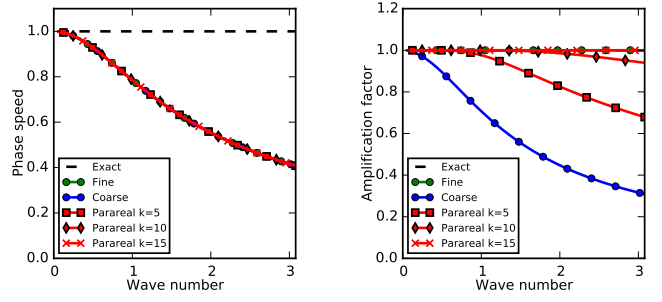 1.0
0.8
0.6
0.4
0.2
0.0
Phase speed
Exact
Fine
Coarse
Parareal k=5
Parareal k=10
Parareal k=15
0
1
2
3
Wave number
1.2
1.0
0.8
0.6
0.4
0.2
0.0
Amplification factor
Exact
Fine
Coarse
Parareal k=5
Parareal k=10
Parareal k=15
0
1
2
3
Wave number